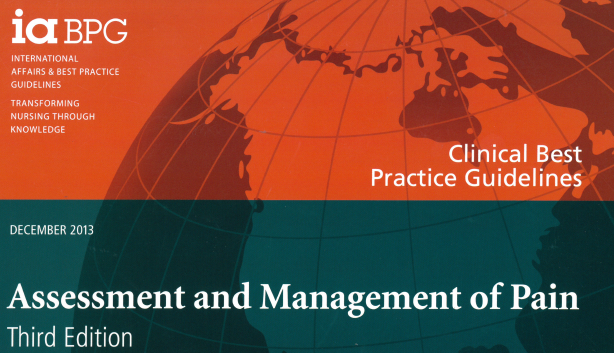 ia BPG
INTERNATIONAL
AFFAIRS & BEST PRACTICE
GUIDELINES
TRANSFORMING
NURSING THROUGH
KNOWLEDGE
Clinical Best
Practice Guidelines
DECEMBER 2013
Assessment and Management of Pain
Third Edition